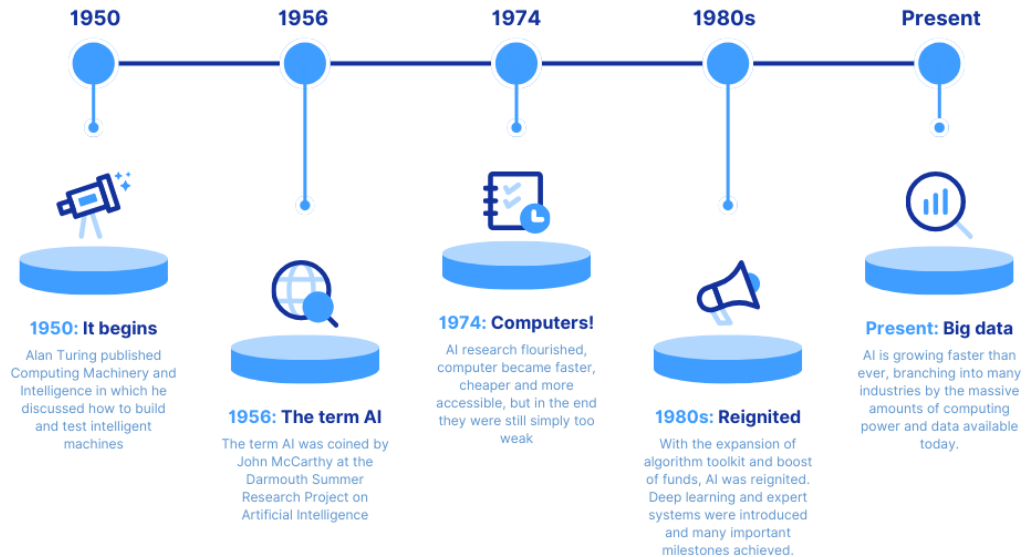 1950
1956
1974
1980s
Present
1950: It begins
Alan Turing published
Computing Machinery and
Intelligence in which he
discussed how to build
and test intelligent
machines
1956: The term AI
The term AI was coined by
John McCarthy at the
Darmouth Summer
Research Project on
Artificial Intelligence
1974: Computers!
AI research flourished,
computer became faster,
cheaper and more
accessible, but in the end
they were still simply too
weak
1980s: Reignited
With the expansion of
algorithm toolkit and boost
of funds, AI was reignited.
Deep learning and expert
systems were introduced
and many important
milestones achieved.
Present: Big data
AI is growing faster than
ever, branching into many
industries by the massive
amounts of computing
power and data available
today.